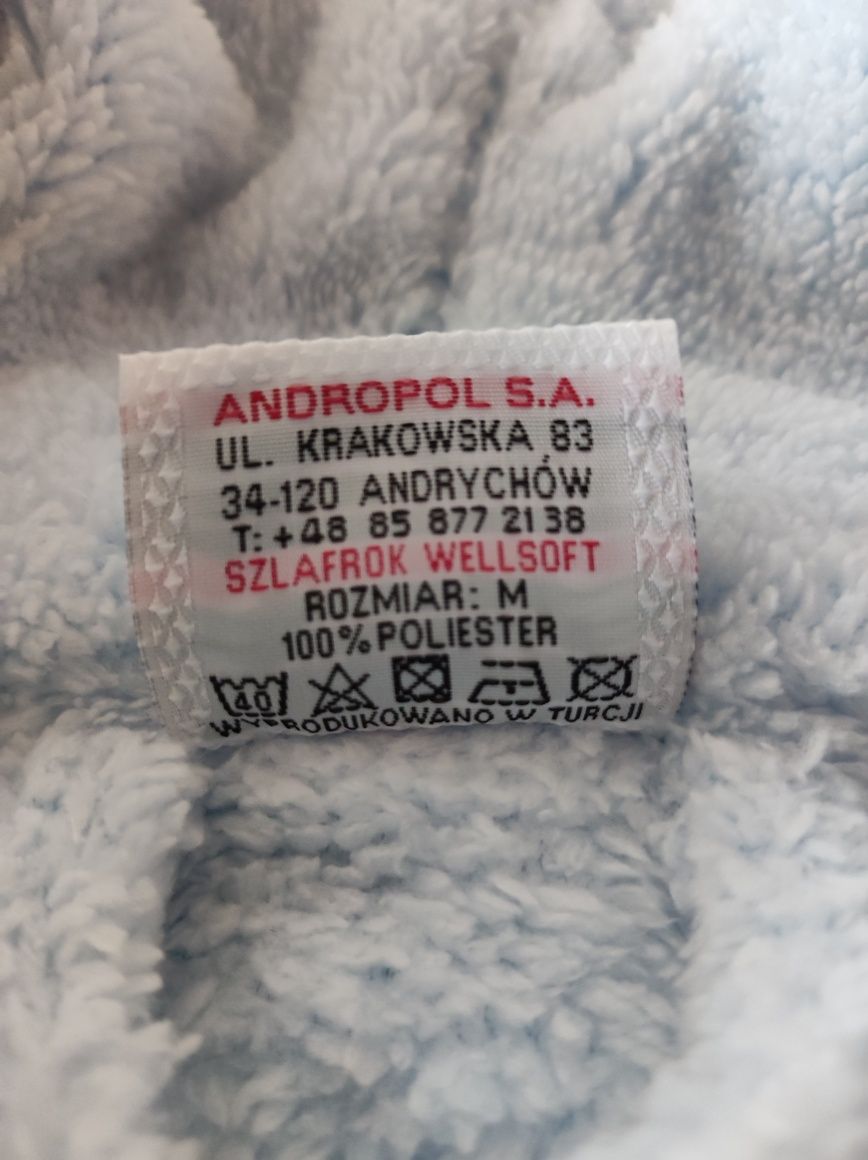 ANDROPOL S.A.
UL. KRAKOWSKA 83
34-120 ANDRYCHÓW
T: +48 85 877 21 38
SZLAFROK WELLSOFT
ROZMIAR: M
100% POLIESTER
40
WYPRODUKOWANO W TURCJI